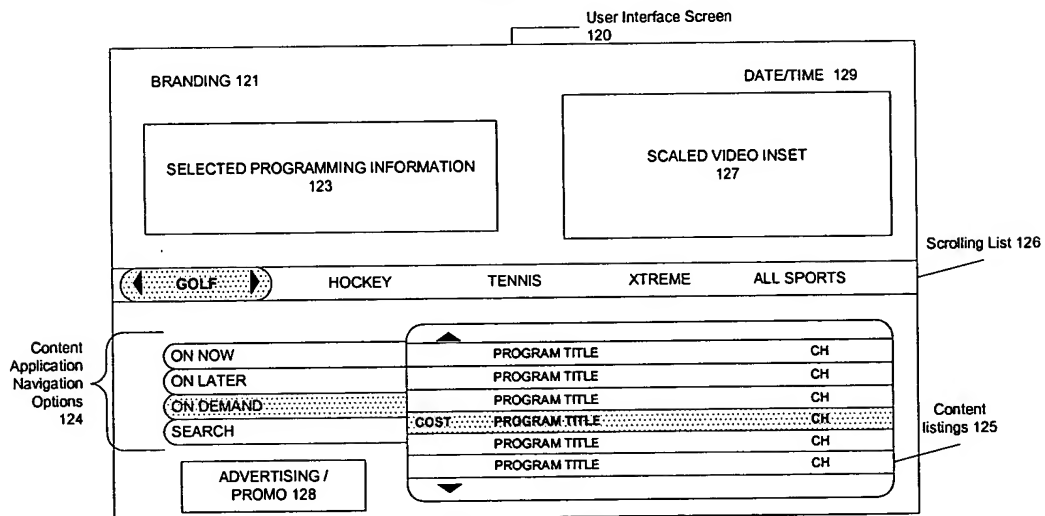 User Interface Screen
120
BRANDING 121
DATE/TIME 129
SELECTED PROGRAMMING INFORMATION
123
SCALED VIDEO INSET
127
Scrolling List 126
GOLF HOCKEY TENNIS XTREME ALL SPORTS
Content
Application
Navigation
Options
124
ON NOW
ON LATER
ON DEMAND
SEARCH
PROGRAM TITLE CH
PROGRAM TITLE CH
PROGRAM TITLE CH
COST PROGRAM TITLE CH
PROGRAM TITLE CH
PROGRAM TITLE CH
Content
listings 125
ADVERTISING /
PROMO 128